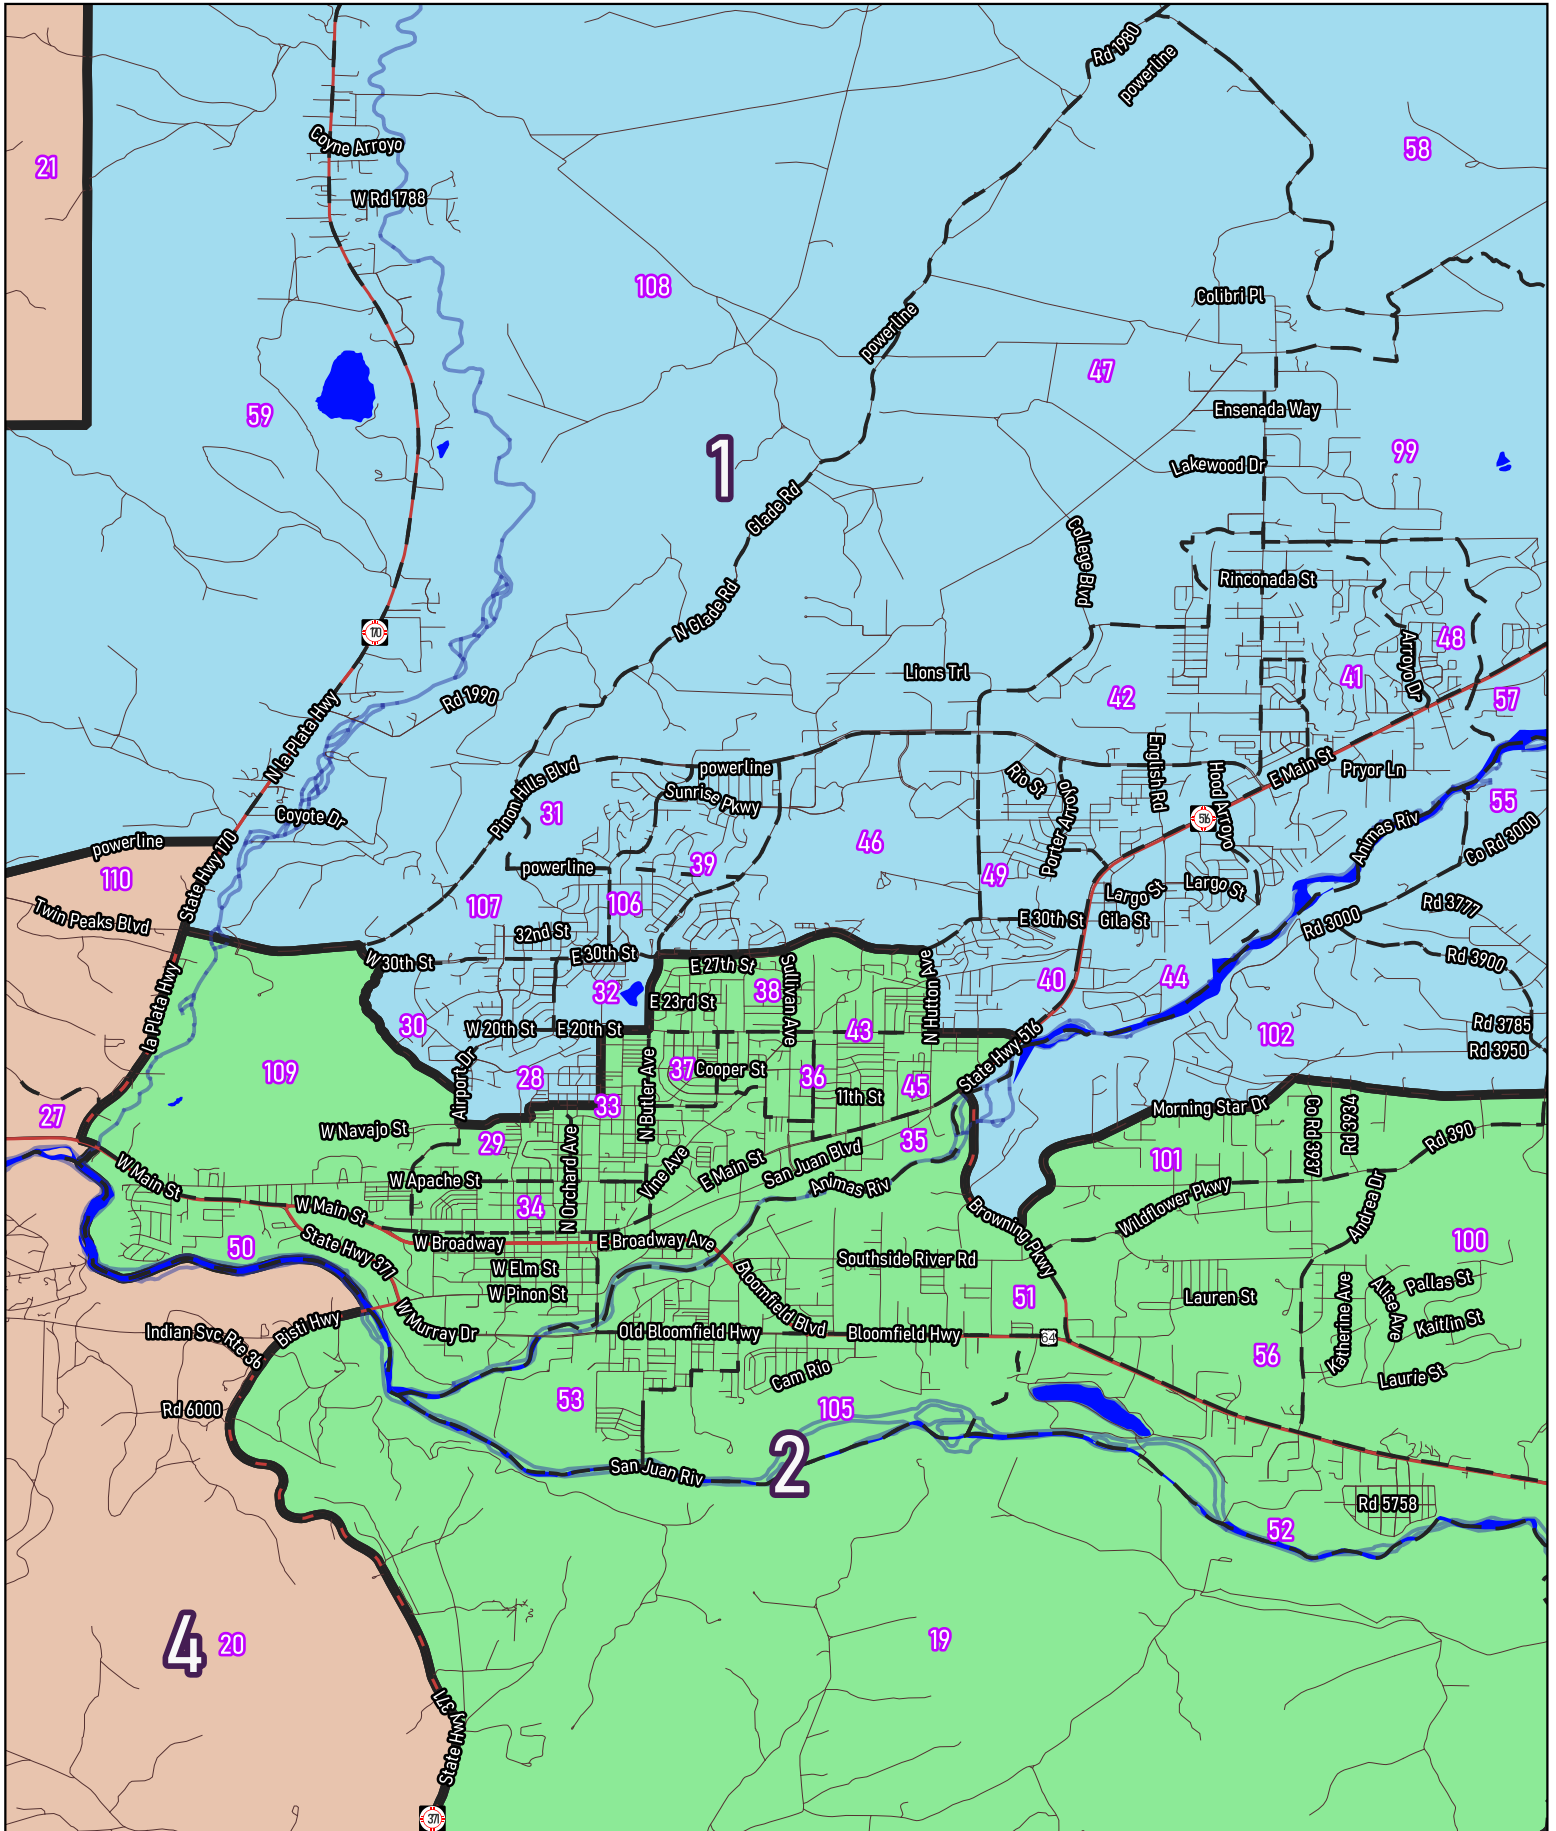 Rd 1980
powerline
Coyne Arroyo
58
21
W Rd 1788
108
Colibri Pl
powerline
47
59
Ensenada Way
99
1
Lakewood Dr
Glade Rd
College Blvd
Rinconada St
N Glade Rd
170
48
Arroyo Dr
Lions Trl
41
Rd 1990
42
57
N la Plata Hwy
English Rd
powerline
Hood Arroyo
E Main St
Pryor Ln
Pinon Hills Blvd
Rio St
Sunrise Pkwy
Porter Arroyo
55
31
Coyote Dr
516
Animas Riv
46
powerline
Co Rd 3000
39
powerline
State Hwy 170
110
49
Largo St
Largo St
107
106
Rd 3777
Twin Peaks Blvd
E 30th St
Gila St
Rd 3000
32nd St
E 30th St
W 30th St
E 27th St
Sullivan Ave
N Hutton Ave
Rd 3900
la Plata Hwy
32
38
40
44
E 23rd St
30
W 20th St
E 20th St
43
Rd 3785
State Hwy 516
102
Rd 3950
109
Airport Dr
28
37
Cooper St
36
45
27
33
11th St
N Butler Ave
Morning Star Dr
Co Rd 3937
Rd 3934
W Navajo St
29
35
Rd 390
N Orchard Ave
W Main St
E Main St
San Juan Blvd
101
W Apache St
Vine Ave
Animas Riv
34
Wildflower Pkwy
Andrea Dr
W Main St
Browning Pkwy
State Hwy 371
W Broadway
E Broadway Ave
50
100
Southside River Rd
W Elm St
Bloomfield Blvd
Pallas St
W Pinon St
51
Lauren St
Katherine Ave
Aluse Ave
W Murray Dr
Kaitlin St
Indian Svc Rte 36
Bisti Hwy
Old Bloomfield Hwy
Bloomfield Hwy
64
56
Cam Rio
Laurie St
53
Rd 6000
105
2
San Juan Riv
Rd 5758
52
4
20
19
State Hwy 371
371